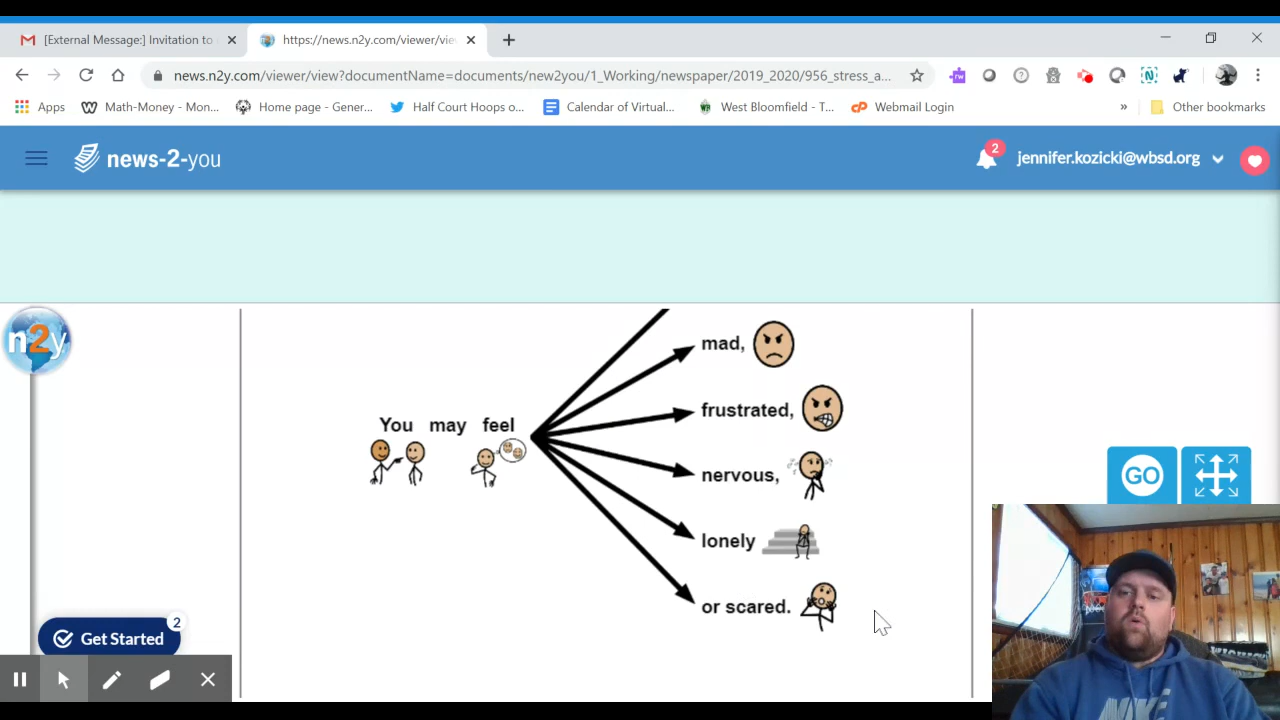 [External Message:] Invitation to
https://news.n2y.com/viewer/vie
news.n2y.com/viewer/view?documentName=documents/new2you/1_Working/newspaper/2019_2020/956_stress_a...
Apps
Math-Money - Mon...
Home page - Gener...
Half Court Hoops o...
Calendar of Virtual...
West Bloomfield - T...
Webmail Login
»
Other bookmarks
news-2-you
2
jennifer.kozicki@wbsd.org
n2y
mad,
You may feel
frustrated,
nervous,
lonely
or scared.
GO
Get Started
2
NIKE